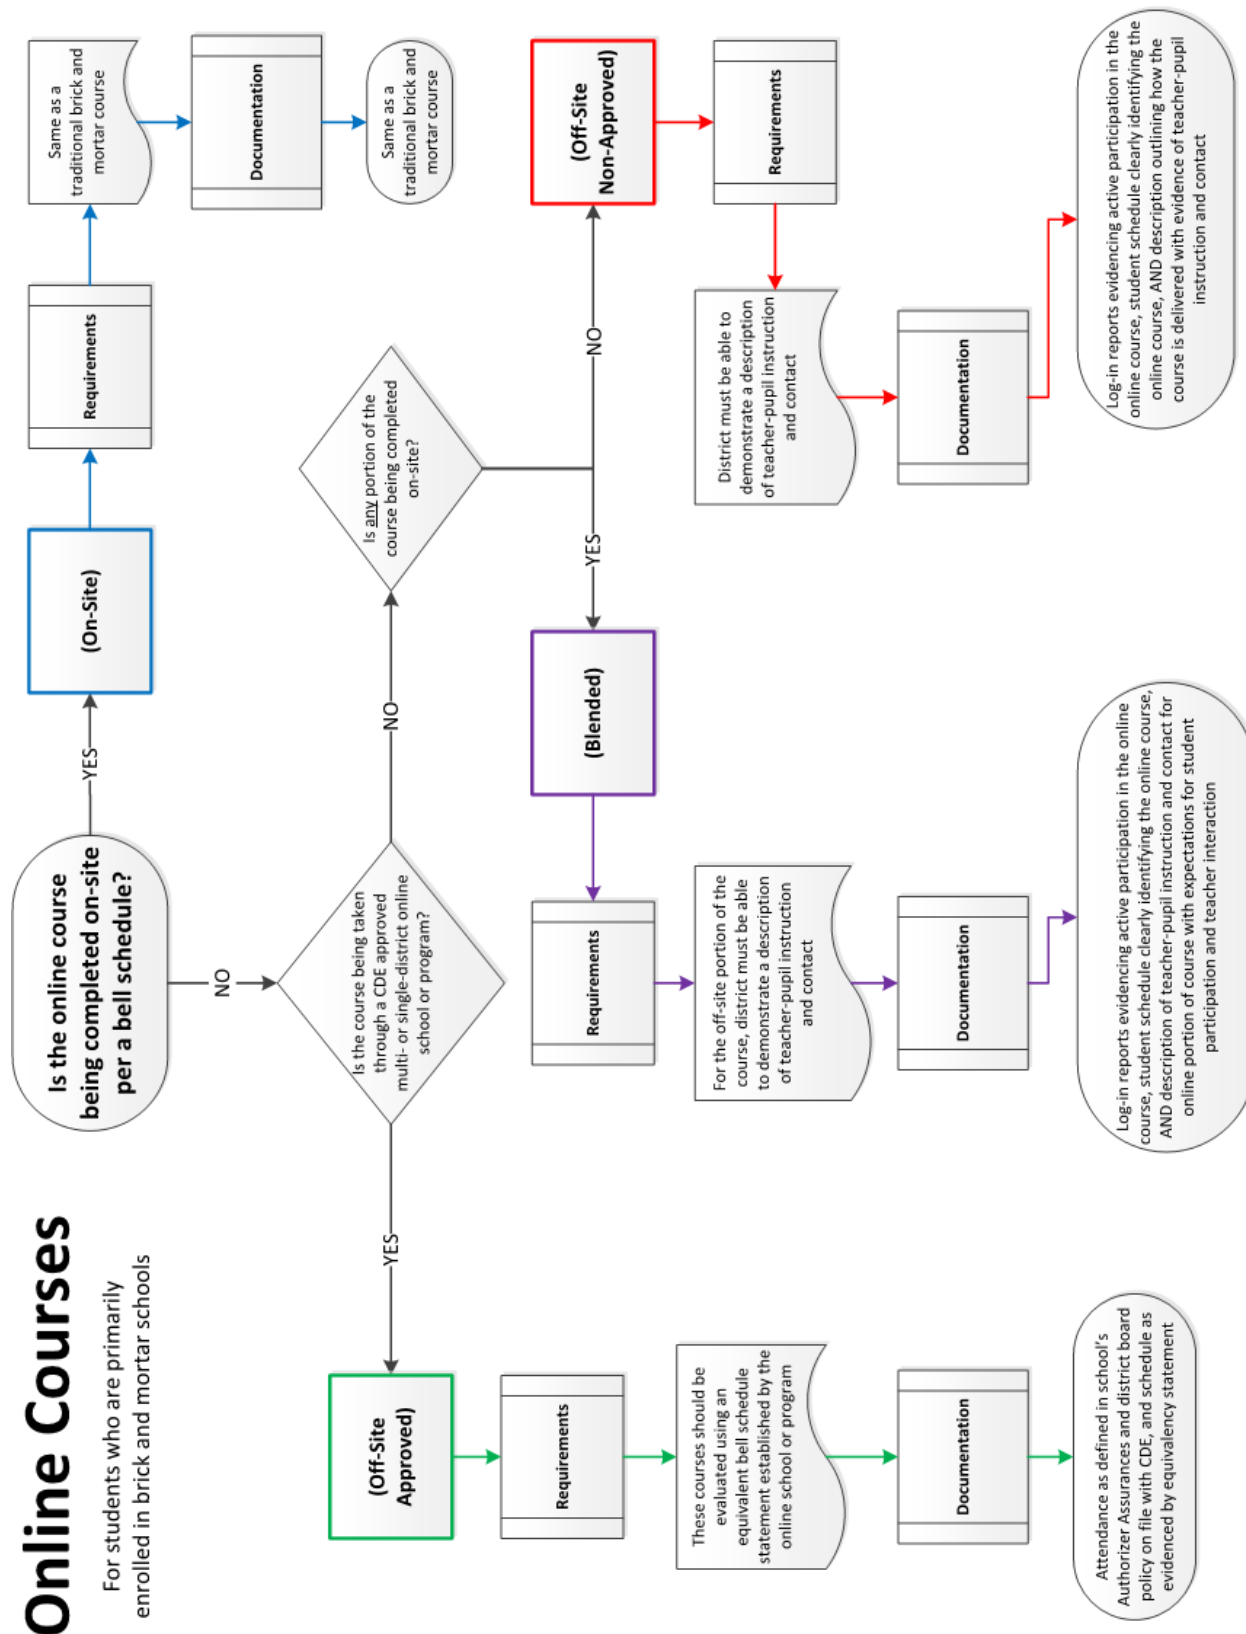 Online Courses
For students who are primarily
enrolled in brick and mortar schools
Is the online course
being completed on-site
per a bell schedule?
YES
(On-Site)
Requirements
Same as a
traditional brick and
mortar course
Documentation
Same as a
traditional brick and
mortar course
NO
Is the course being taken
through a CDE approved
multi- or single-district online
school or program?
NO
Is any portion of the
course being completed
on-site?
YES
(Off-Site
Approved)
Requirements
These courses should be
evaluated using an
equivalent bell schedule
statement established by the
online school or program
Documentation
Attendance as defined in school's
Authorizer Assurances and district board
policy on file with CDE, and schedule as
evidenced by equivalency statement
YES
(Blended)
Requirements
For the off-site portion of the
course, district must be able
to demonstrate a description
of teacher-pupil instruction
and contact
Documentation
Log-in reports evidencing active participation in the online
course, student schedule clearly identifying the online course,
AND description of teacher-pupil instruction and contact for
online portion of course with expectations for student
participation and teacher interaction
NO
(Off-Site
Non-Approved)
Requirements
District must be able to
demonstrate a description
of teacher-pupil instruction
and contact
Documentation
Log-in reports evidencing active participation in the
online course, student schedule clearly identifying the
online course, AND description outlining how the
course is delivered with evidence of teacher-pupil
instruction and contact